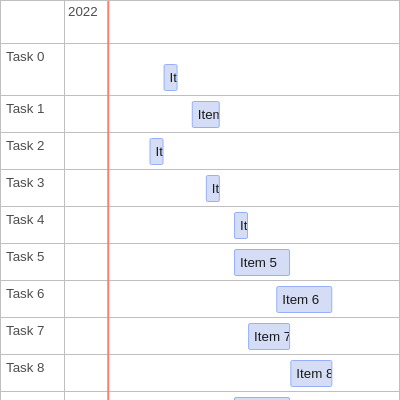 2022
Task 0
It
Task 1
Item
Task 2
It
Task 3
It
Task 4
It
Task 5
Item 5
Task 6
Item 6
Task 7
Item 7
Task 8
Item 8